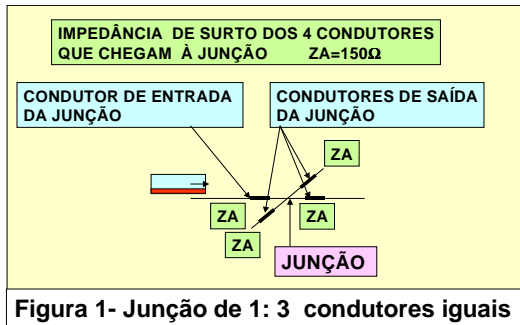 IMPEDÂNCIA DE SURTO DOS 4 CONDUTORES
QUE CHEGAM À JUNÇÃO ZA=150Ω
CONDUTOR DE ENTRADA
DA JUNÇÃO
CONDUTORES DE SAÍDA
DA JUNÇÃO
ZA
ZA
ZA
ZA
JUNÇÃO
Figura 1- Junção de 1: 3 condutores iguais